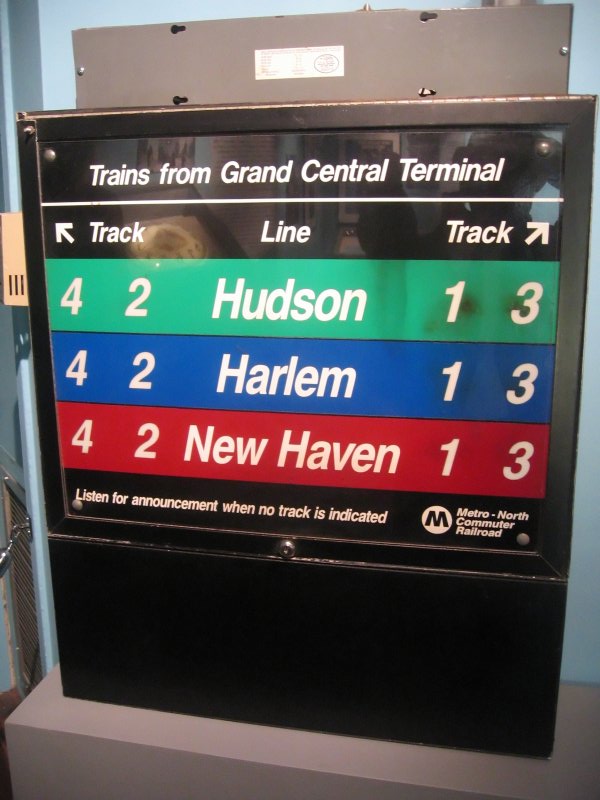 Trains from Grand Central Terminal
↖ Track Line Track ↗
4 2 Hudson 1 3
4 2 Harlem 1 3
4 2 New Haven 1 3
Listen for announcement when no track is indicated
M Metro-North
Commuter
Railroad